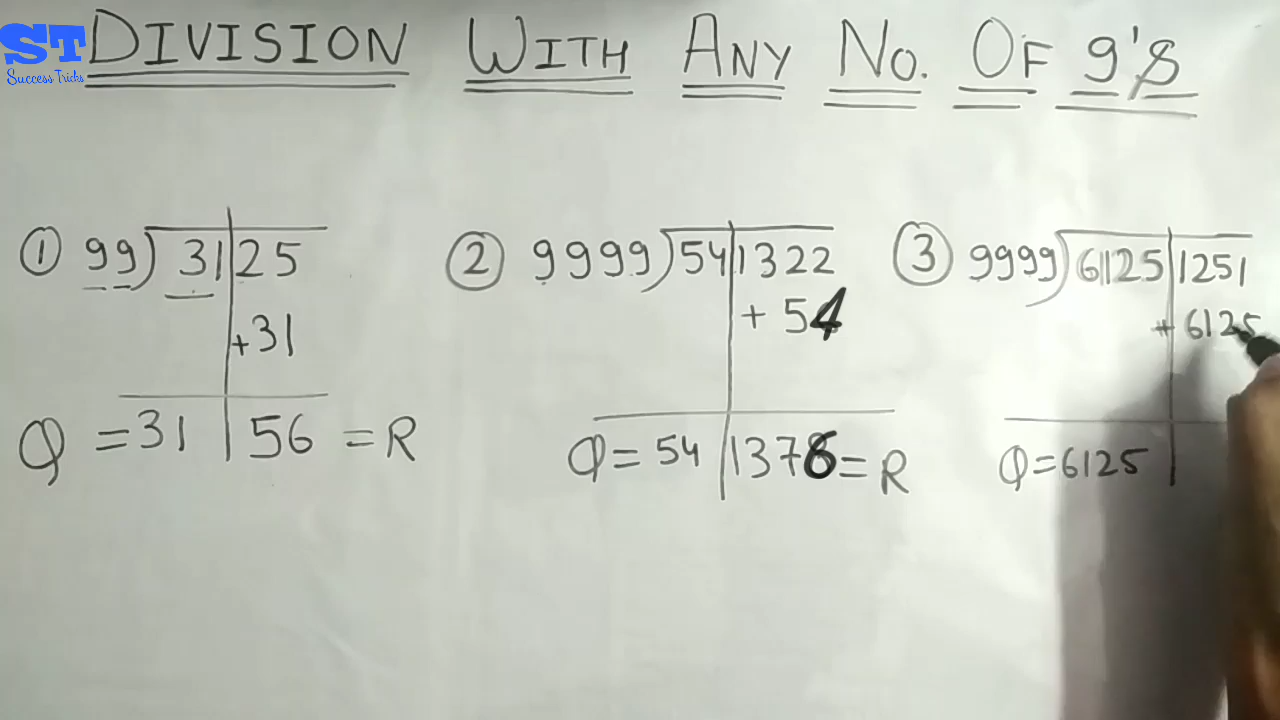 ST
Success Tricks
DIVISION WITH ANY NO. OF 9'S
① 99)31|25
+31
Q = 31|56 = R
② 9999)54|1322
+ 54
Q = 54|1376 = R
③ 9999)6125|1251
+ 6125
Q = 6125